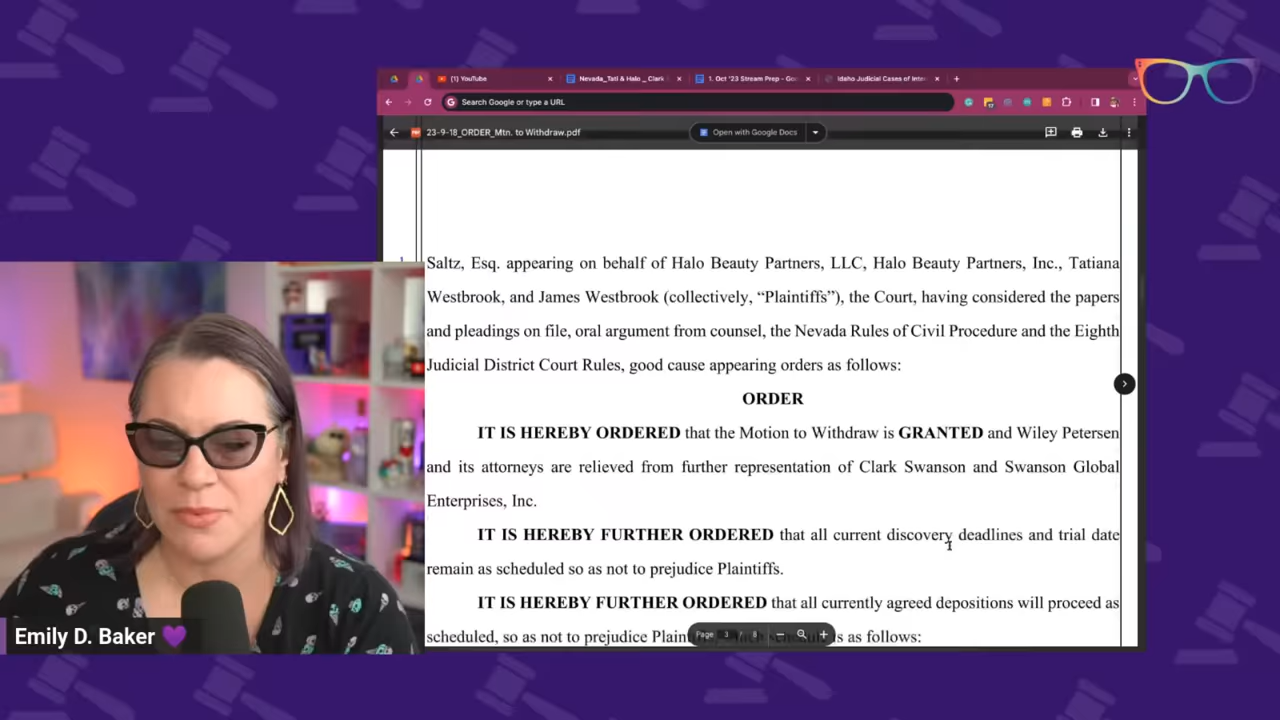 [1] YouTube
Nevada_Tati & Halo _ Clark
1. Oct '23 Stream Prep - Goo
Idaho Judicial Cases of Inter
Search Google or type a URL
23-9-18_ORDER_Mtn. to Withdraw.pdf
Open with Google Docs
1
Saltz, Esq. appearing on behalf of Halo Beauty Partners, LLC, Halo Beauty Partners, Inc., Tatiana
Westbrook, and James Westbrook (collectively, “Plaintiffs”), the Court, having considered the papers
and pleadings on file, oral argument from counsel, the Nevada Rules of Civil Procedure and the Eighth
Judicial District Court Rules, good cause appearing orders as follows:
ORDER
IT IS HEREBY ORDERED that the Motion to Withdraw is GRANTED and Wiley Petersen
and its attorneys are relieved from further representation of Clark Swanson and Swanson Global
Enterprises, Inc.
IT IS HEREBY FURTHER ORDERED that all current discovery deadlines and trial date
remain as scheduled so as not to prejudice Plaintiffs.
IT IS HEREBY FURTHER ORDERED that all currently agreed depositions will proceed as
scheduled, so as not to prejudice is as follows:
Page 3 / 8
Emily D. Baker 💜